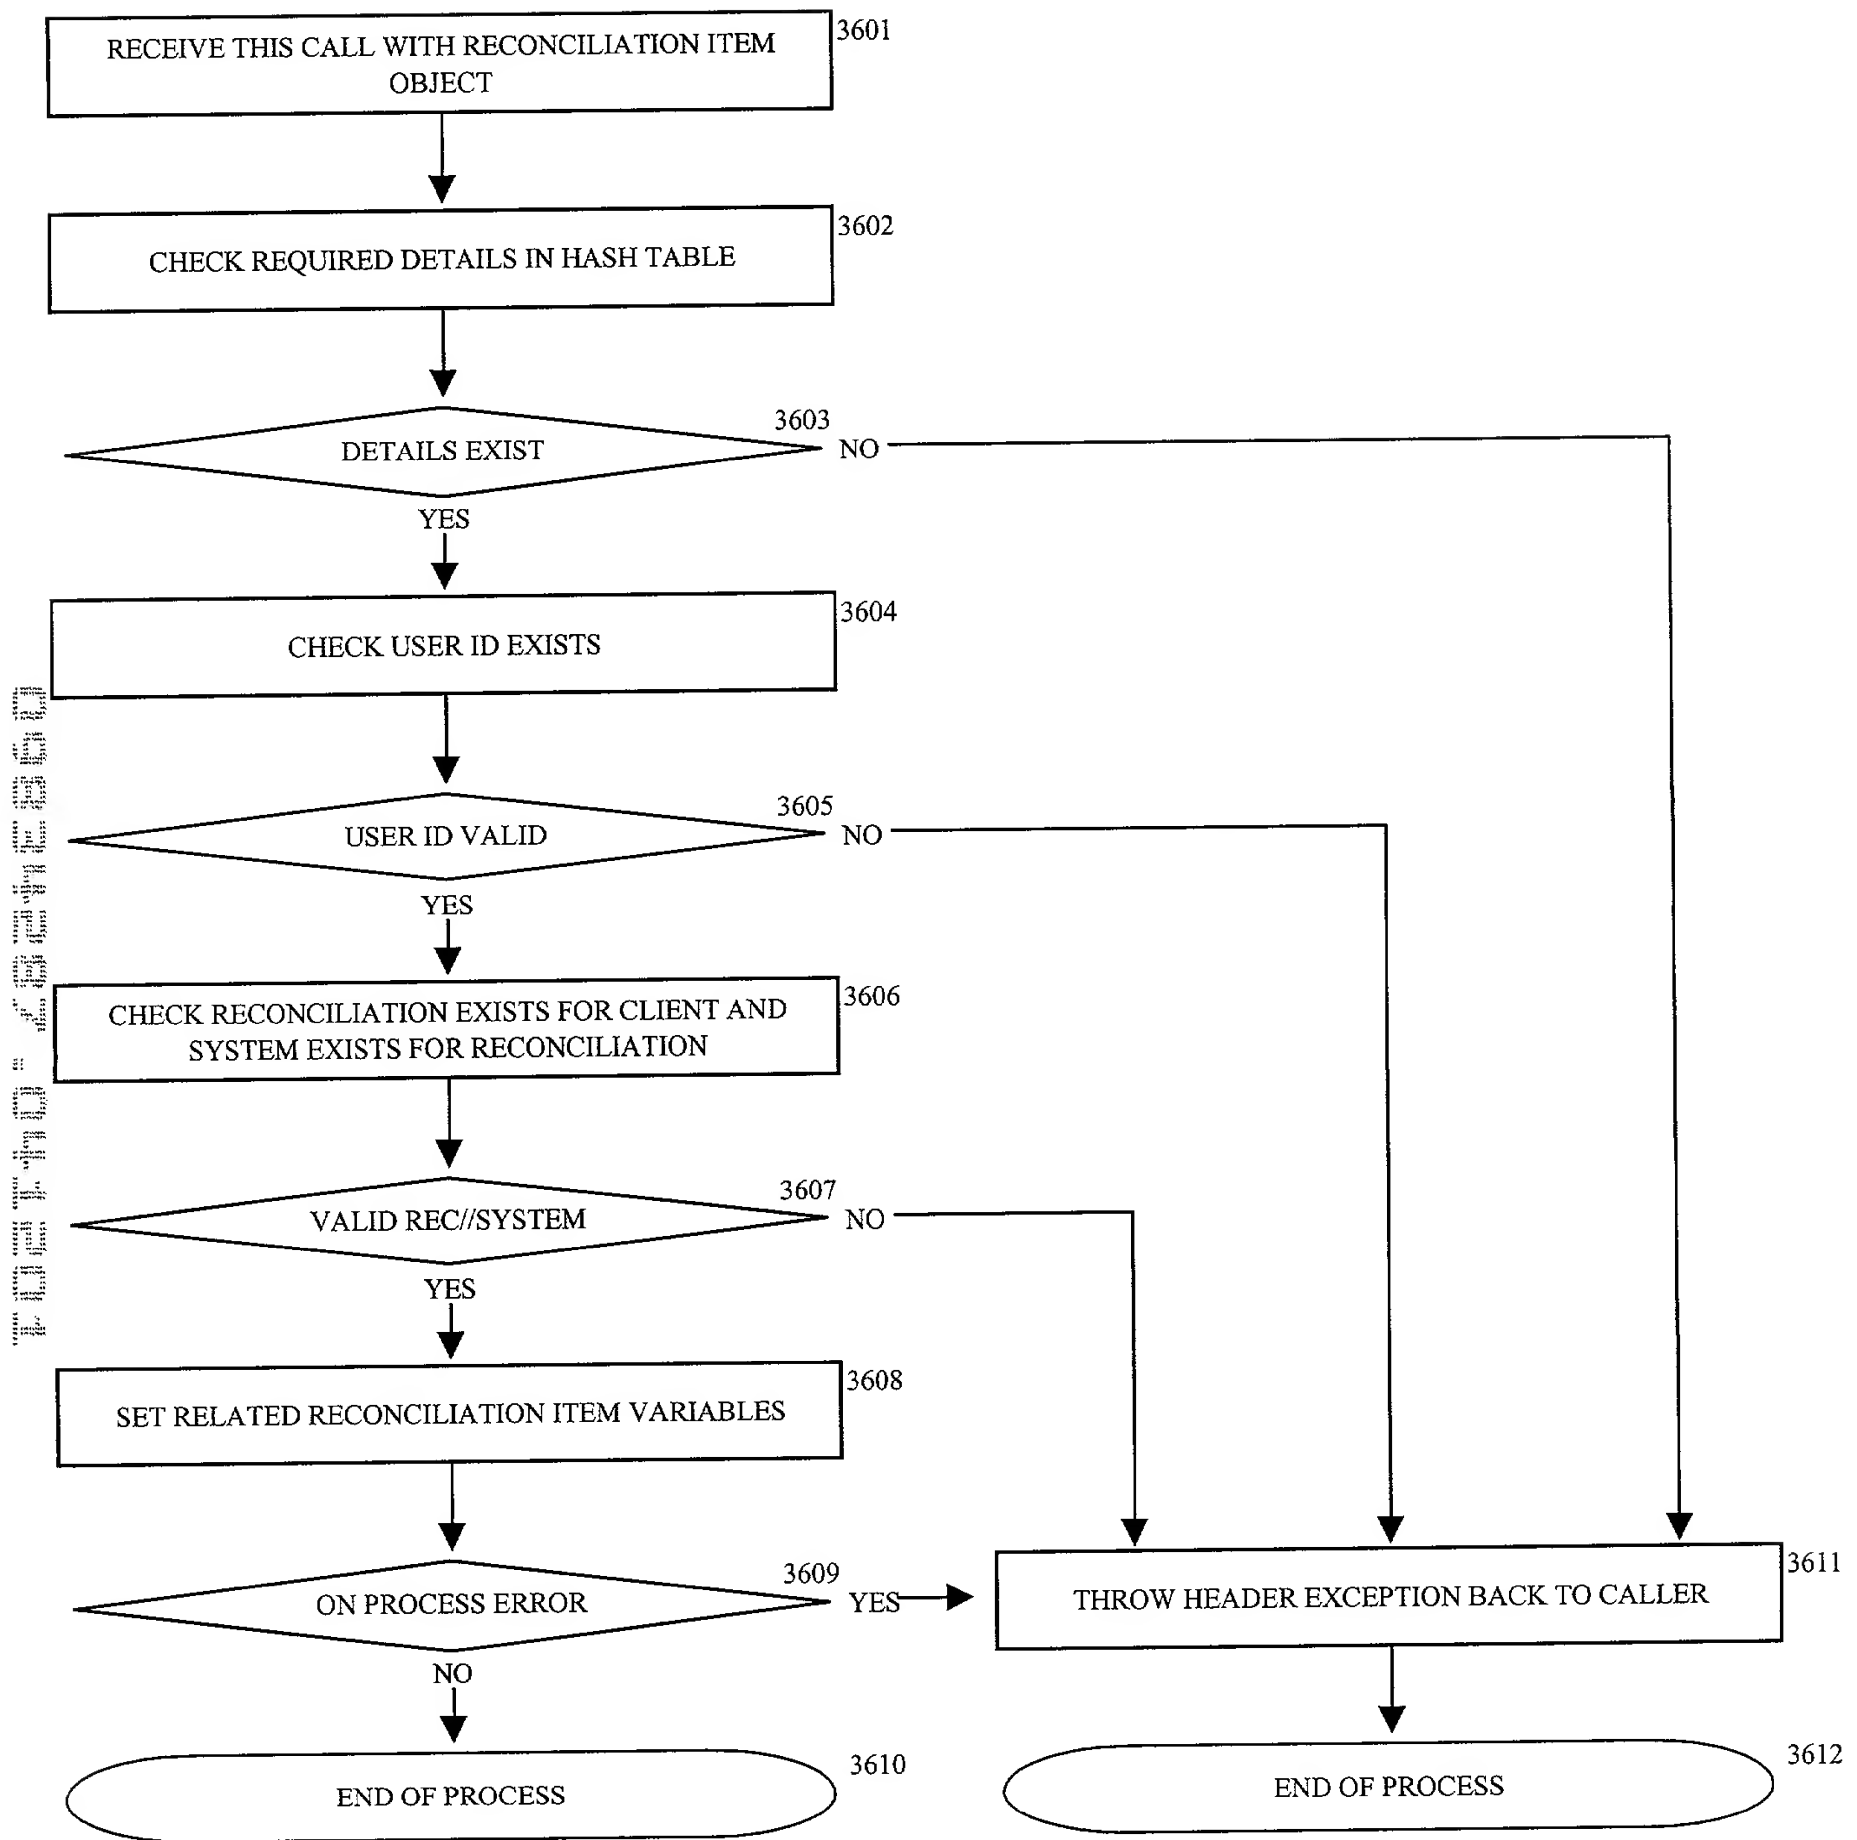 3601
RECEIVE THIS CALL WITH RECONCILIATION ITEM
OBJECT
3602
CHECK REQUIRED DETAILS IN HASH TABLE
3603
DETAILS EXIST
NO
YES
3604
CHECK USER ID EXISTS
3605
USER ID VALID
NO
YES
3606
CHECK RECONCILIATION EXISTS FOR CLIENT AND
SYSTEM EXISTS FOR RECONCILIATION
3607
VALID REC//SYSTEM
NO
YES
3608
SET RELATED RECONCILIATION ITEM VARIABLES
3609
ON PROCESS ERROR
YES
3611
THROW HEADER EXCEPTION BACK TO CALLER
NO
3610
END OF PROCESS
3612
END OF PROCESS